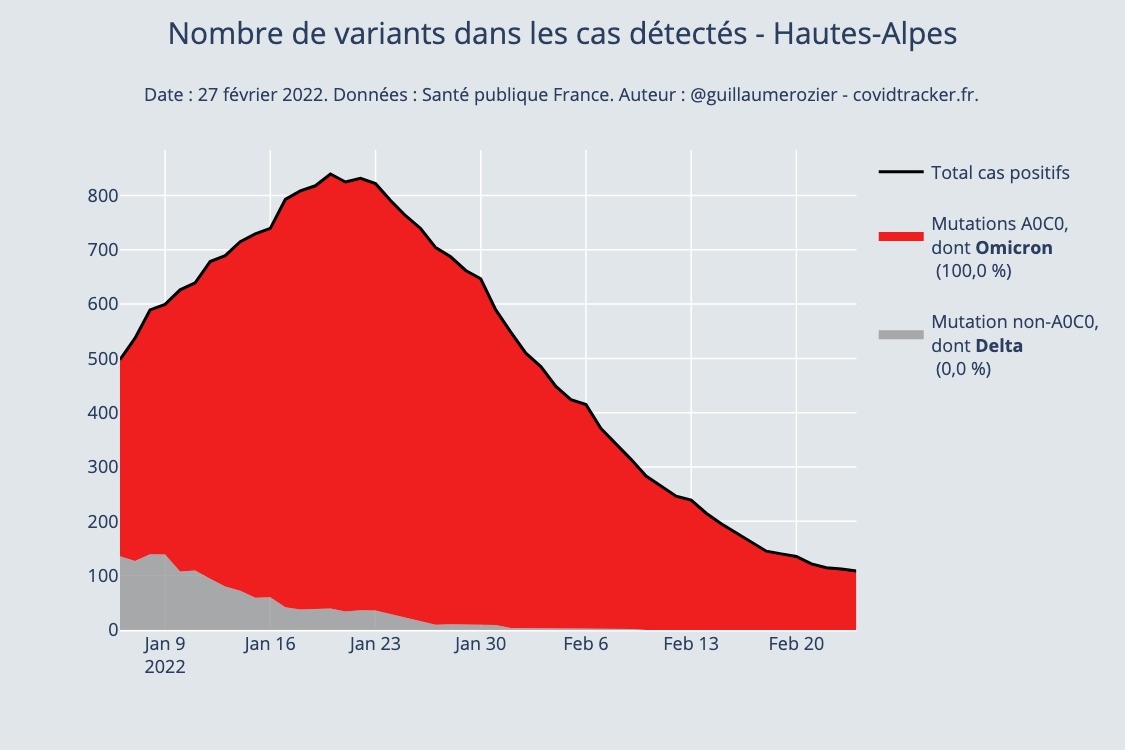 Nombre de variants dans les cas détectés - Hautes-Alpes
Date : 27 février 2022. Données : Santé publique France. Auteur : @guillaumerozier - covidtracker.fr.
Total cas positifs
Mutations A0C0,
dont Omicron
(100,0 %)
Mutation non-A0C0,
dont Delta
(0,0 %)
800
700
600
500
400
300
200
100
0
Jan 9 Jan 16 Jan 23 Jan 30 Feb 6 Feb 13 Feb 20
2022